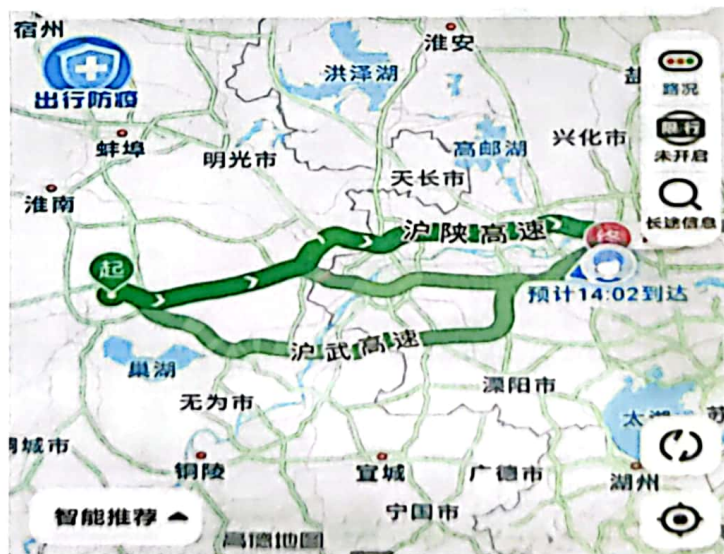 宿州
淮安
洪泽湖
出行防疫
路况
蚌埠
明光市
高邮湖
兴化市
限行
未开启
天长市
淮南
长途信息
沪陕高速
终
起
预计14:02到达
沪武高速
巢湖
溧阳市
无为市
铜陵
宣城
广德市
湖州
宁国市
智能推荐
高德地图